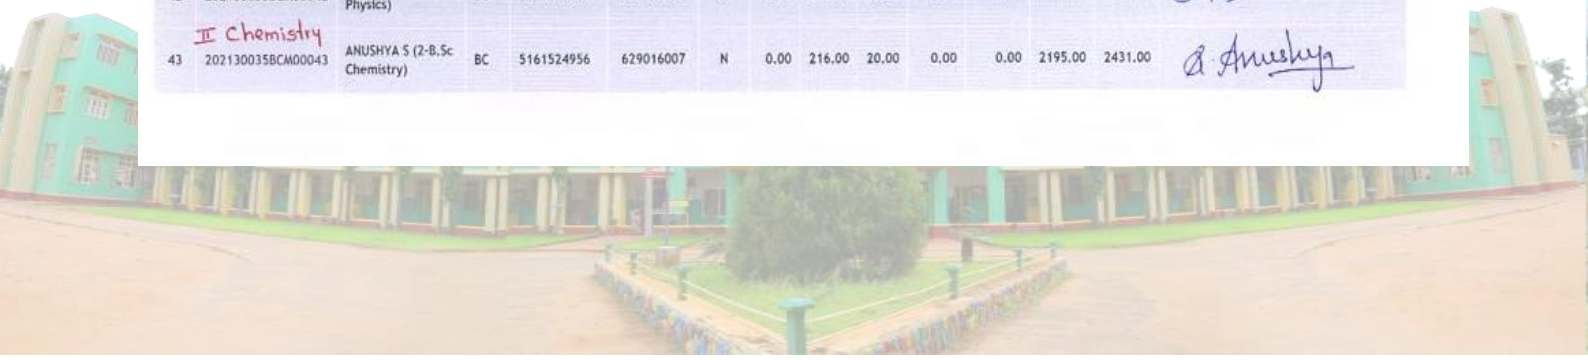 Physics)
II Chemistry
43 202130035BCM00043 ANUSHYA S (2-B.Sc Chemistry) BC 5161524956 629016007 N 0.00 216.00 20.00 0.00 0.00 2195.00 2431.00 S. Anushya